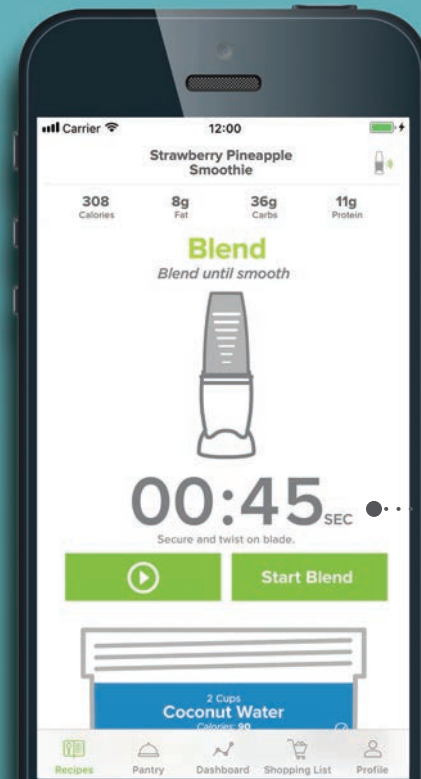 Carrier 12:00
Strawberry Pineapple
Smoothie
308 8g 36g 11g
Calories Fat Carbs Protein
Blend
Blend until smooth
00:45 SEC
Secure and twist on blade.
Start Blend
2 Cups
Coconut Water
Calories: 90
Recipes Pantry Dashboard Shopping List Profile